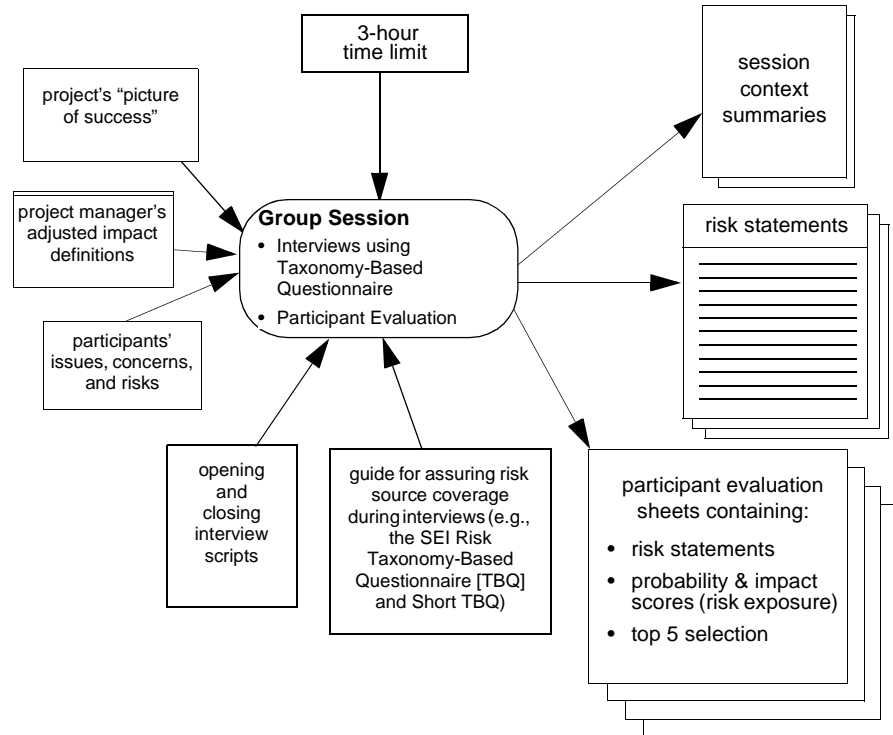 3-hour
time limit
project's “picture
of success”
project manager's
adjusted impact
definitions
participants'
issues, concerns,
and risks
Group Session
• Interviews using
Taxonomy-Based
Questionnaire
• Participant Evaluation
opening
and
closing
interview
scripts
guide for assuring risk
source coverage
during interviews (e.g.,
the SEI Risk
Taxonomy-Based
Questionnaire [TBQ]
and Short TBQ)
session
context
summaries
risk statements
participant evaluation
sheets containing:
• risk statements
• probability & impact
scores (risk exposure)
• top 5 selection